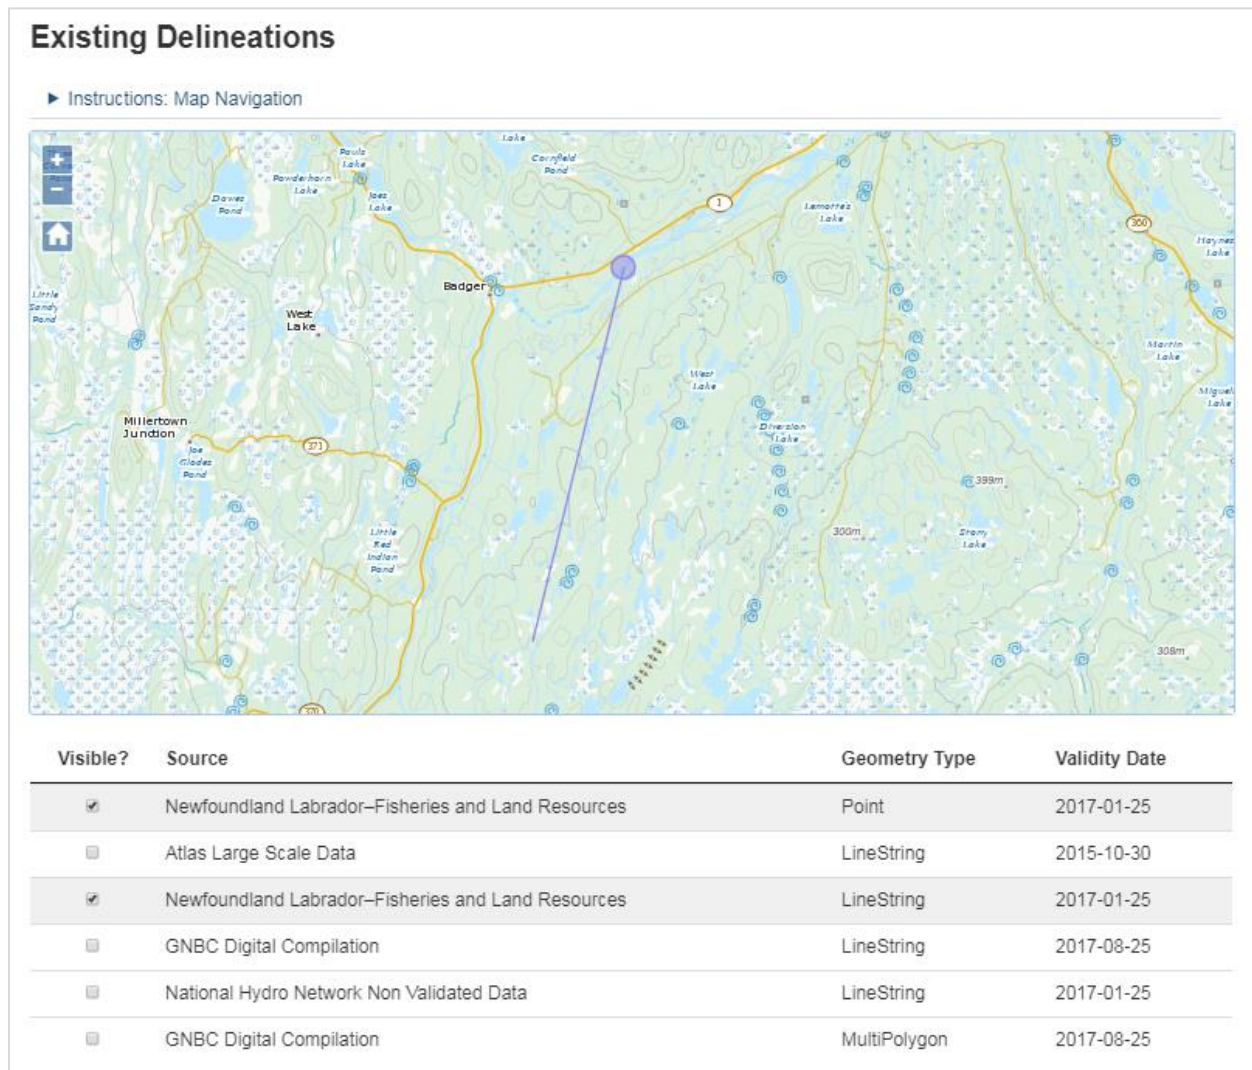 Existing Delineations
► Instructions: Map Navigation
+
−
Lake
Pauls
Lake
Cornfield
Pond
Powderhorn
Lake
Joes
Lake
Dawes
Pond
1
Lamottes
Lake
360
Haynes
Lake
Badger
Little
Sandy
Pond
West
Lake
Martin
Lake
West
Lake
Miguel
Lake
Millertown
Junction
Diversion
Lake
371
Joe
Glodes
Pond
399m
Little
Red
Indian
Pond
300m
Stony
Lake
308m
370
Visible? Source Geometry Type Validity Date
Newfoundland Labrador–Fisheries and Land Resources Point 2017-01-25
Atlas Large Scale Data LineString 2015-10-30
Newfoundland Labrador–Fisheries and Land Resources LineString 2017-01-25
GNBC Digital Compilation LineString 2017-08-25
National Hydro Network Non Validated Data LineString 2017-01-25
GNBC Digital Compilation MultiPolygon 2017-08-25